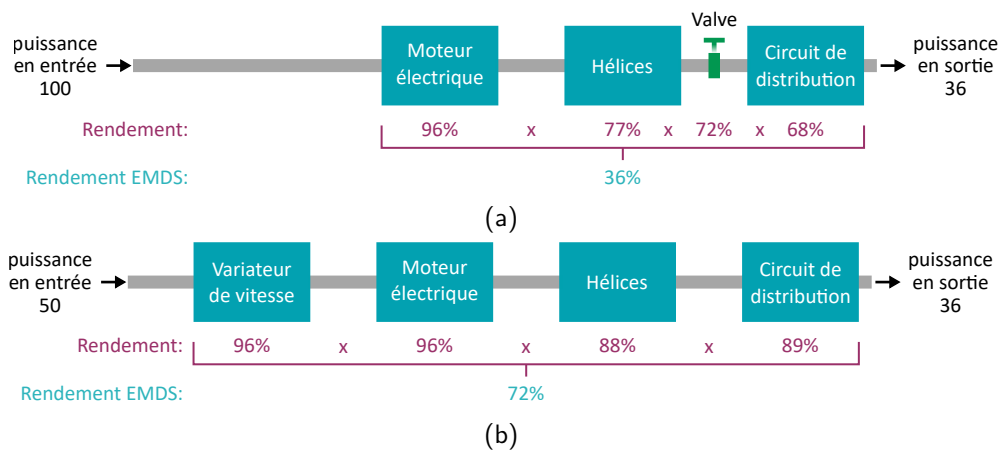 Valve
puissance
en entrée
100
Moteur
électrique
Hélices
Circuit de
distribution
puissance
en sortie
36
Rendement: 96% x 77% x 72% x 68%
Rendement EMDS: 36%
(a)
puissance
en entrée
50
Variateur
de vitesse
Moteur
électrique
Hélices
Circuit de
distribution
puissance
en sortie
36
Rendement: 96% x 96% x 88% x 89%
Rendement EMDS: 72%
(b)